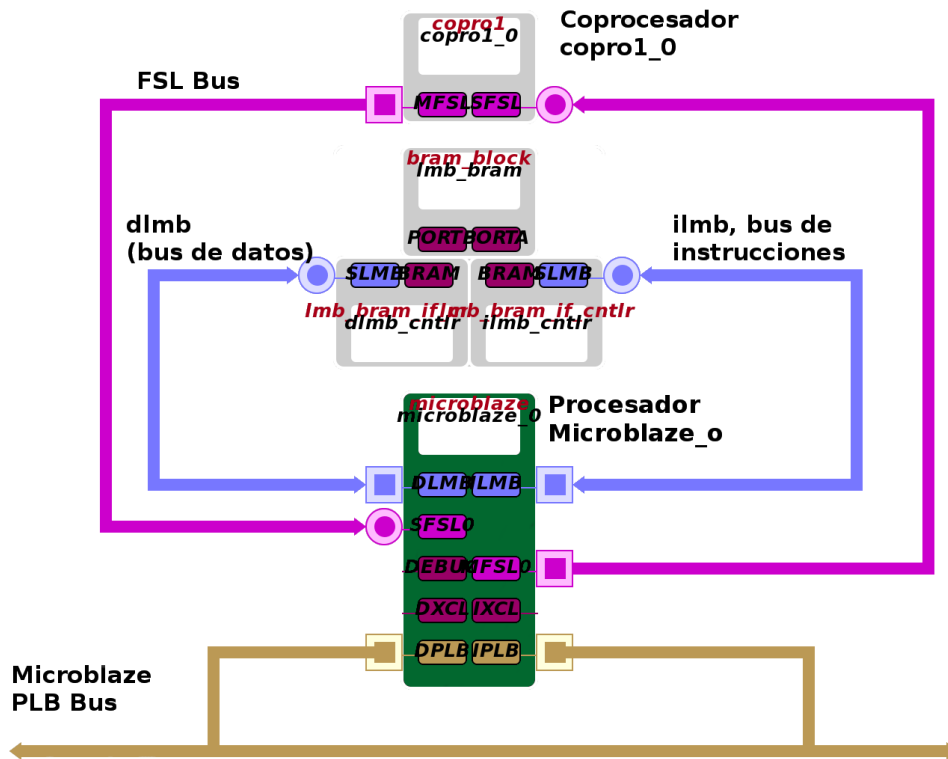 copro1
copro1_0
Coprocesador
copro1_0
FSL Bus
MFSL
SFSL
bram_block
lmb_bram
PORTB
PORTA
dlmb
(bus de datos)
ilmb, bus de
instrucciones
SLMB
BRAM
BRAM
SLMB
lmb_bram_if_cntlr
dlmb_cntlr
ilmb_cntlr
microblaze
microblaze_0
Procesador
Microblaze_o
DLMB
ILMB
SFSL0
DEBUG
MFSL0
DXCL
IXCL
DPLB
IPLB
Microblaze
PLB Bus